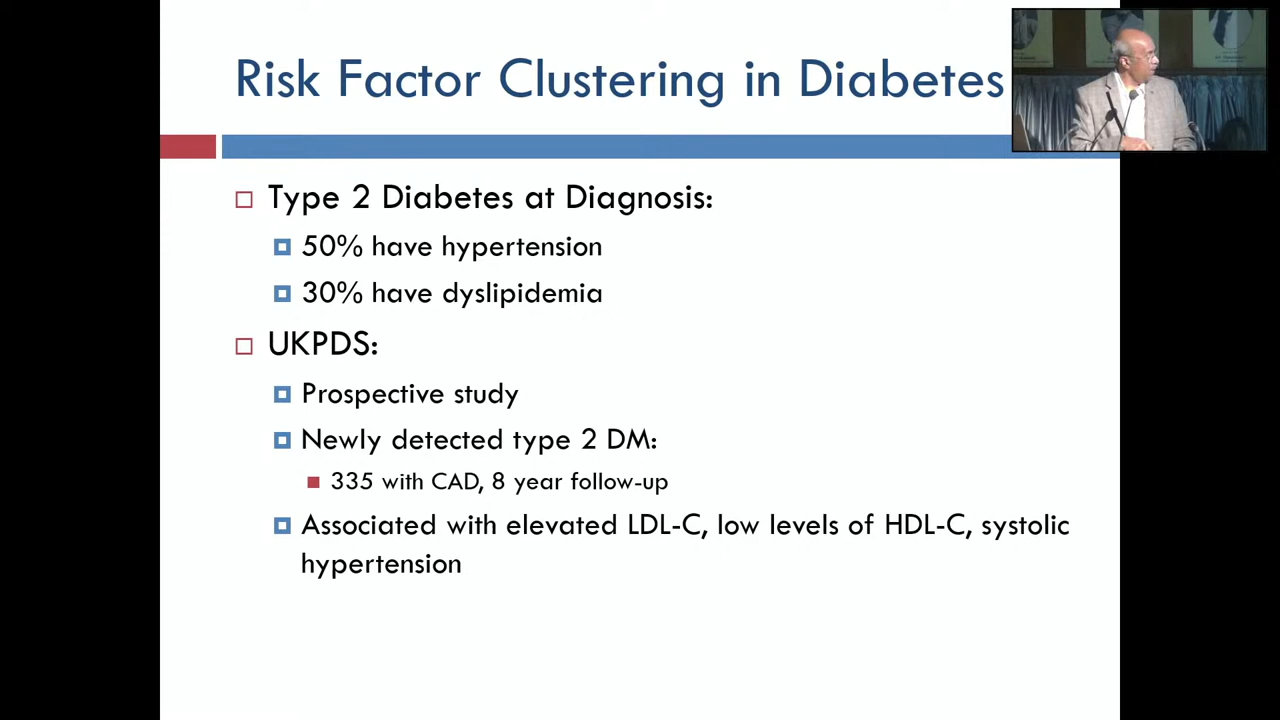 Risk Factor Clustering in Diabetes
Type 2 Diabetes at Diagnosis:
50% have hypertension
30% have dyslipidemia
UKPDS:
Prospective study
Newly detected type 2 DM:
335 with CAD, 8 year follow-up
Associated with elevated LDL-C, low levels of HDL-C, systolic
hypertension